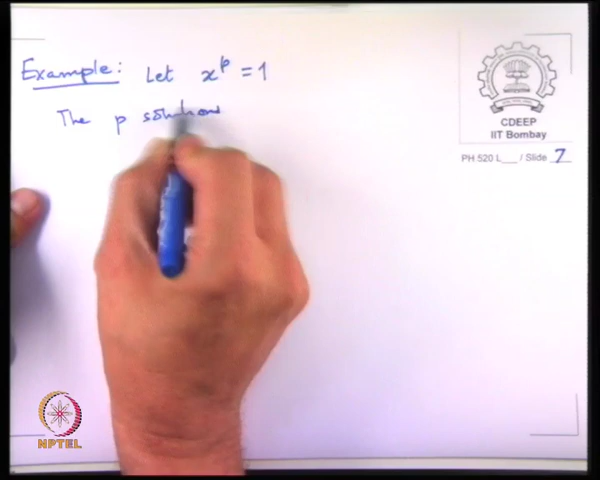 Example: Let x^p = 1
The p solutions
CDEEP
IIT Bombay
PH 520 L___ / Slide 7
NPTEL